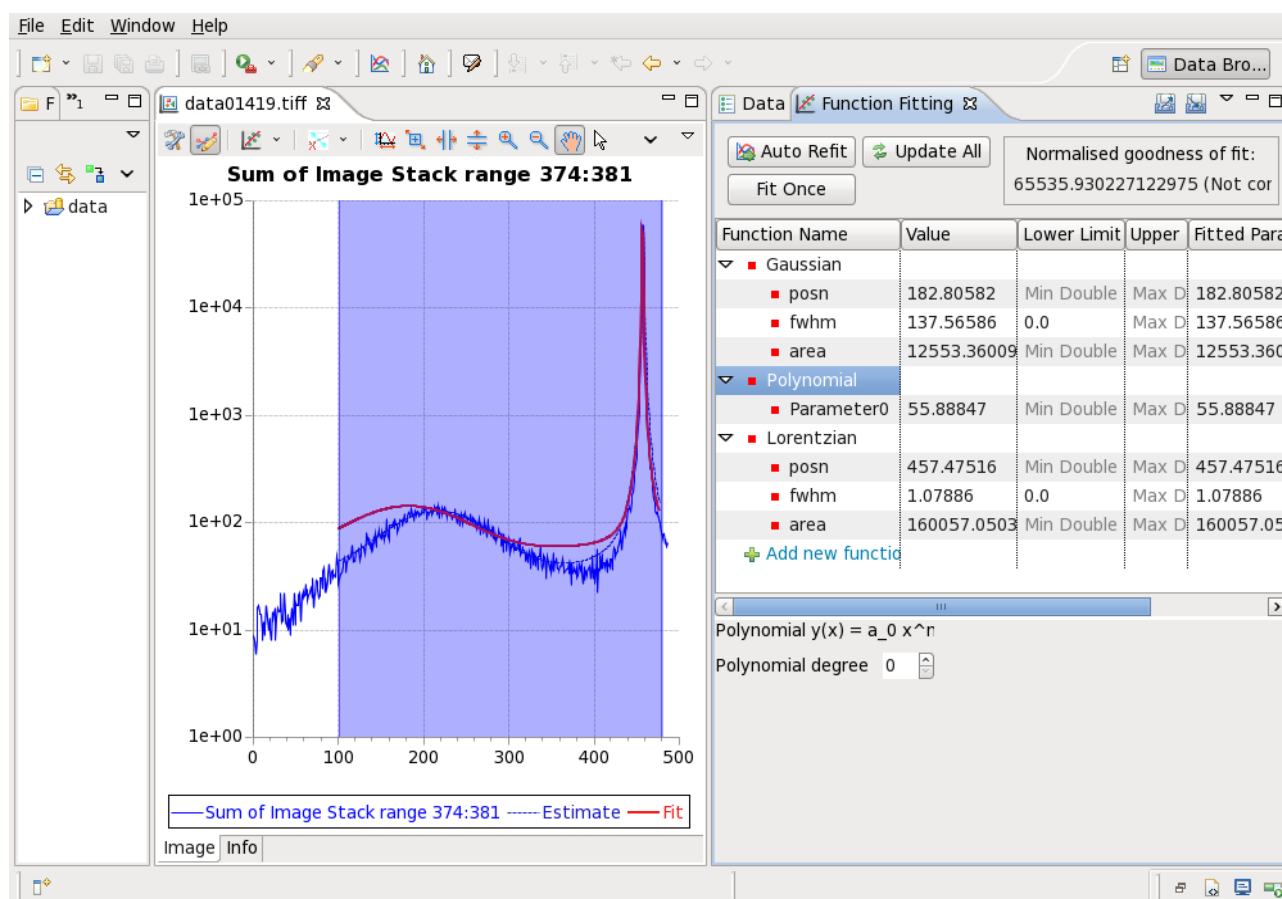 File Edit Window Help
Data Bro...
F "1
data01419.tiff
Data Function Fitting
data
Sum of Image Stack range 374:381
1e+05
1e+04
1e+03
1e+02
1e+01
1e+00
0 100 200 300 400 500
Sum of Image Stack range 374:381 Estimate Fit
Image Info
Auto Refit Update All
Fit Once
Normalised goodness of fit:
65535.930227122975 (Not cor
Function Name Value Lower Limit Upper Fitted Para
Gaussian
posn 182.80582 Min Double Max D 182.80582
fwhm 137.56586 0.0 Max D 137.56586
area 12553.36009 Min Double Max D 12553.360
Polynomial
Parameter0 55.88847 Min Double Max D 55.88847
Lorentzian
posn 457.47516 Min Double Max D 457.47516
fwhm 1.07886 0.0 Max D 1.07886
area 160057.0503 Min Double Max D 160057.05
Add new functio
Polynomial y(x) = a_0 x^n
Polynomial degree 0